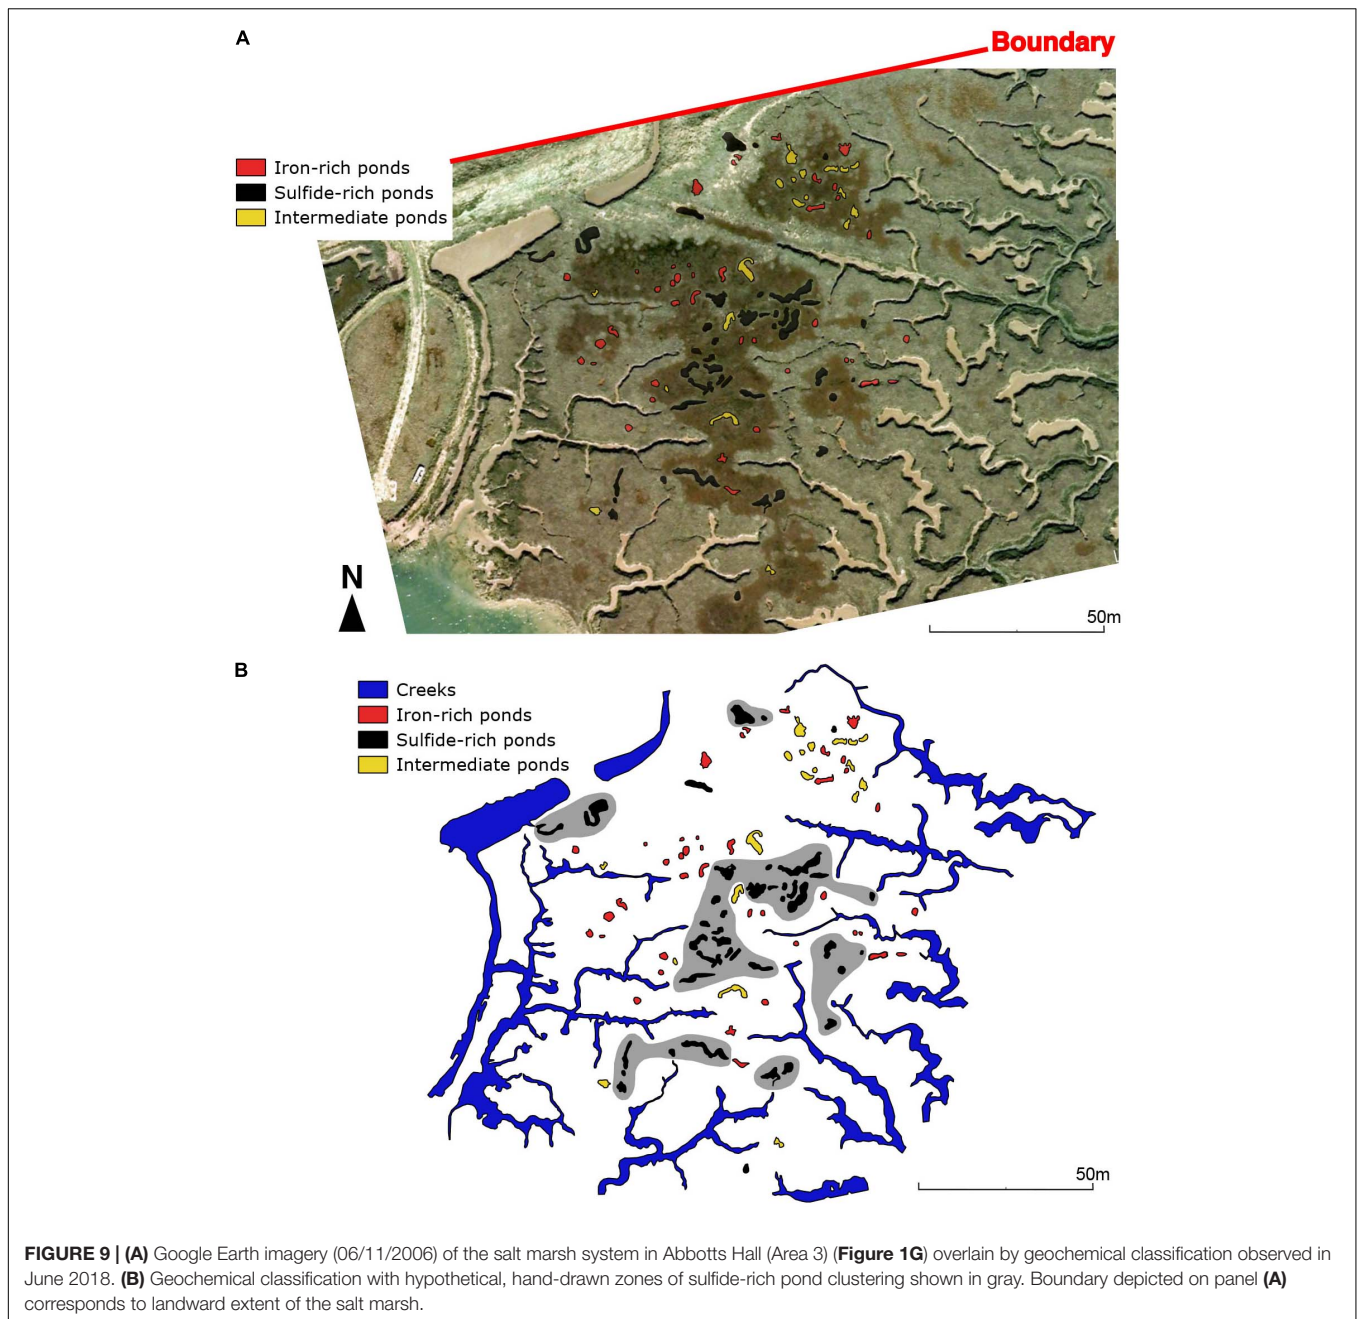 A
Boundary
Iron-rich ponds
Sulfide-rich ponds
Intermediate ponds
N
50m
B
Creeks
Iron-rich ponds
Sulfide-rich ponds
Intermediate ponds
50m
FIGURE 9 | (A) Google Earth imagery (06/11/2006) of the salt marsh system in Abbotts Hall (Area 3) (Figure 1G) overlain by geochemical classification observed in
June 2018. (B) Geochemical classification with hypothetical, hand-drawn zones of sulfide-rich pond clustering shown in gray. Boundary depicted on panel (A)
corresponds to landward extent of the salt marsh.